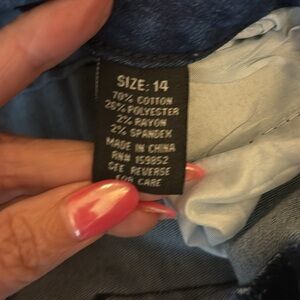 SIZE: 14
70% COTTON
26% POLYESTER
2% RAYON
2% SPANDEX
MADE IN CHINA
RN# 159852
SEE REVERSE
FOR CARE